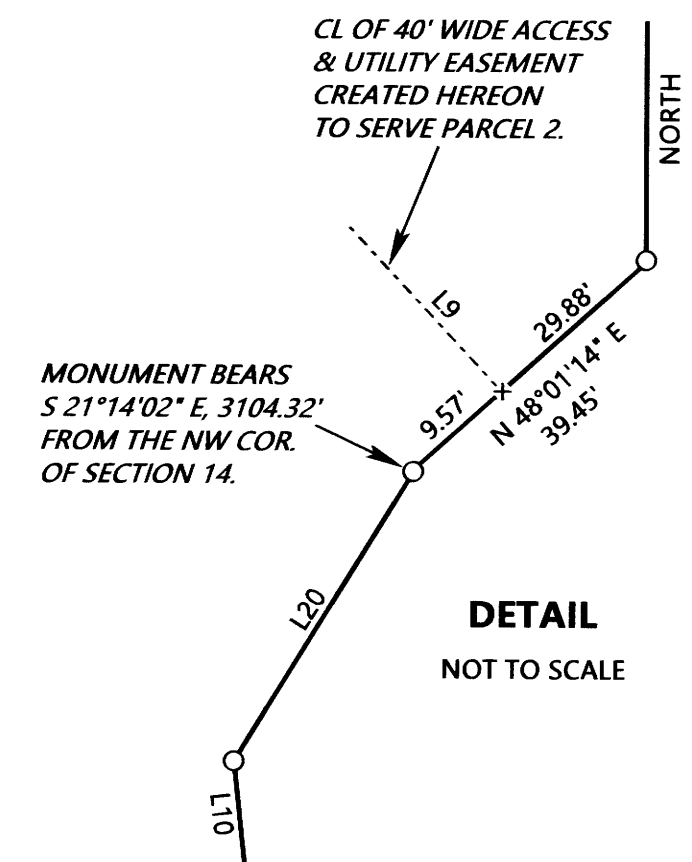 CL OF 40' WIDE ACCESS
& UTILITY EASEMENT
CREATED HEREON
TO SERVE PARCEL 2.
NORTH
L9
29.88'
N 48°01'14" E
39.45'
9.57'
MONUMENT BEARS
S 21°14'02" E, 3104.32'
FROM THE NW COR.
OF SECTION 14.
L20
DETAIL
NOT TO SCALE
L10